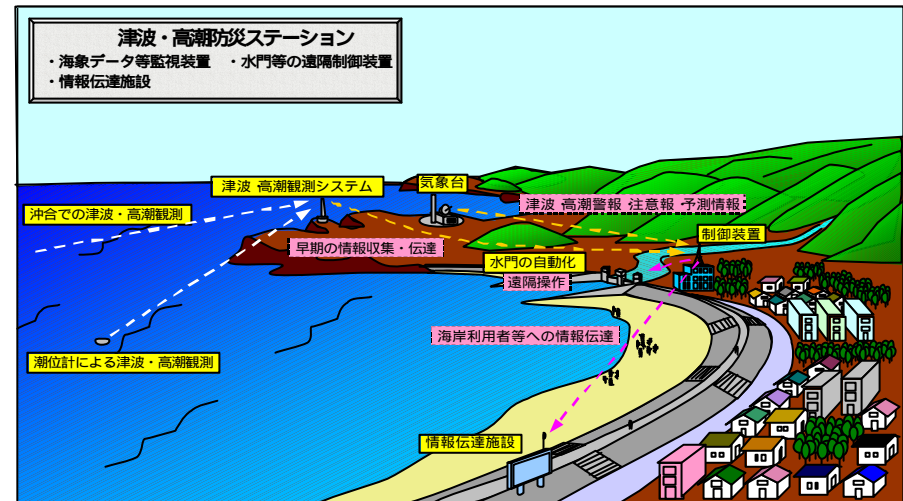 津波・高潮防災ステーション
・海象データ等監視装置 ・水門等の遠隔制御装置
・情報伝達施設
津波 高潮観測システム
気象台
沖合での津波・高潮観測
津波 高潮警報 注意報 予測情報
制御装置
早期の情報収集・伝達
水門の自動化
遠隔操作
海岸利用者等への情報伝達
潮位計による津波・高潮観測
情報伝達施設